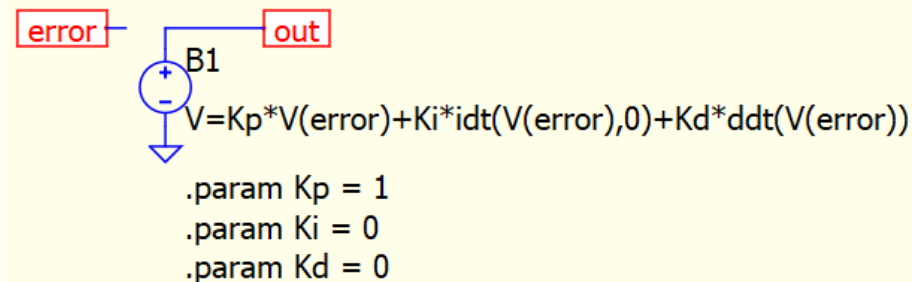 error
out
B1
V=Kp*V(error)+Ki*idt(V(error),0)+Kd*ddt(V(error))
.param Kp = 1
.param Ki = 0
.param Kd = 0